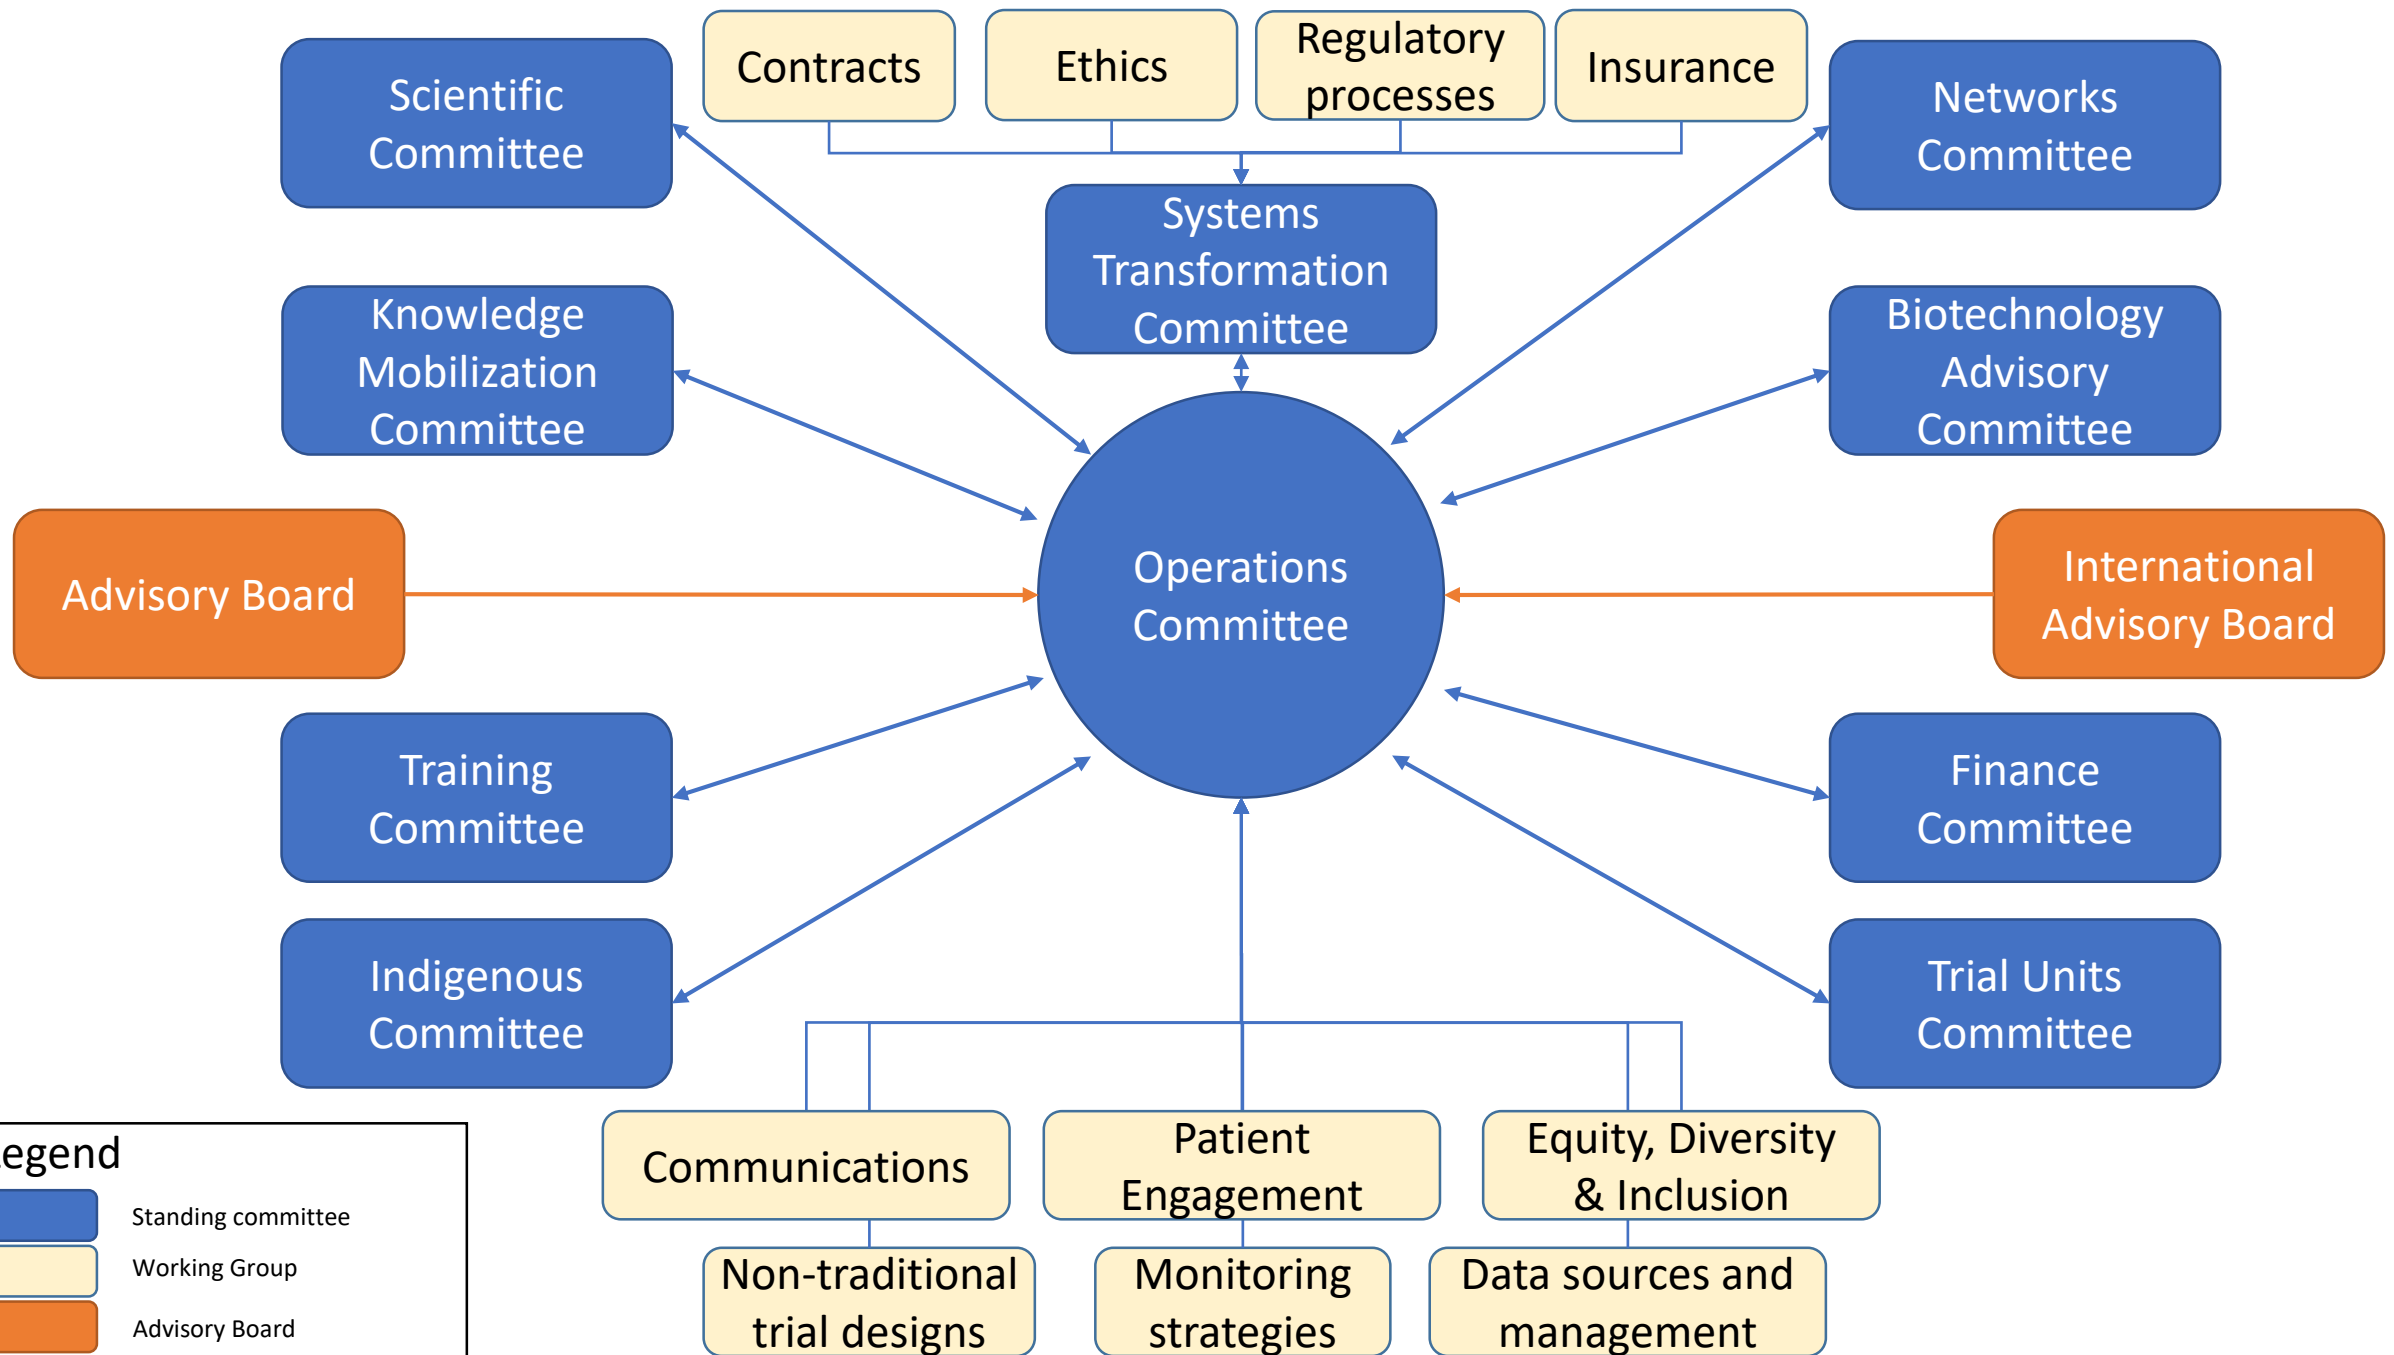 Contracts
Ethics
Regulatory
processes
Insurance
Scientific
Committee
Networks
Committee
Systems
Transformation
Committee
Knowledge
Mobilization
Committee
Biotechnology
Advisory
Committee
Advisory Board
Operations
Committee
International
Advisory Board
Training
Committee
Finance
Committee
Indigenous
Committee
Trial Units
Committee
Communications
Patient
Engagement
Equity, Diversity
& Inclusion
Non-traditional
trial designs
Monitoring
strategies
Data sources and
management
egend
Standing committee
Working Group
Advisory Board